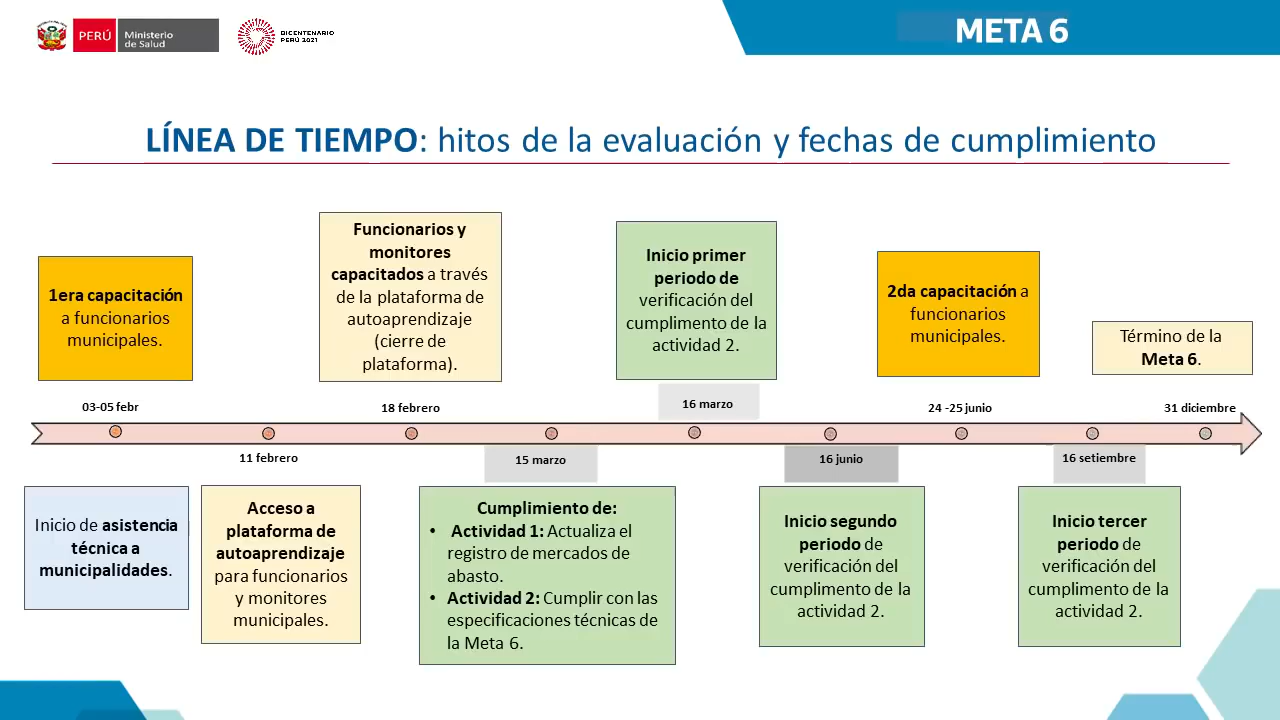 PERÚ
Ministerio
de Salud
BICENTENARIO
PERÚ 2021
META 6
LÍNEA DE TIEMPO: hitos de la evaluación y fechas de cumplimiento
1era capacitación
a funcionarios
municipales.
Funcionarios y
monitores
capacitados a través
de la plataforma de
autoaprendizaje
(cierre de
plataforma).
Inicio primer
periodo de
verificación del
cumplimento de la
actividad 2.
2da capacitación a
funcionarios
municipales.
Término de la
Meta 6.
03-05 febr
18 febrero
16 marzo
24 -25 junio
31 diciembre
11 febrero
15 marzo
16 junio
16 setiembre
Inicio de asistencia
técnica a
municipalidades.
Acceso a
plataforma de
autoaprendizaje
para funcionarios
y monitores
municipales.
Cumplimiento de:
• Actividad 1: Actualiza el
registro de mercados de
abasto.
• Actividad 2: Cumplir con las
especificaciones técnicas de
la Meta 6.
Inicio segundo
periodo de
verificación del
cumplimento de la
actividad 2.
Inicio tercer
periodo de
verificación del
cumplimento de la
actividad 2.